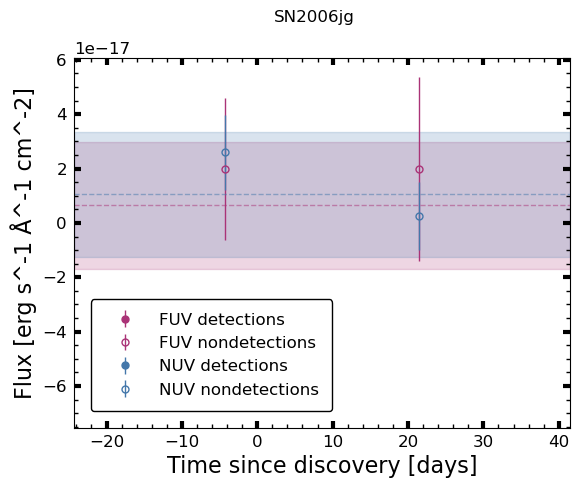 SN2006jg
1e−17
6
4
2
0
−2
−4
−6
Flux [erg s^-1 Å^-1 cm^-2]
FUV detections
FUV nondetections
NUV detections
NUV nondetections
−20 −10 0 10 20 30 40
Time since discovery [days]